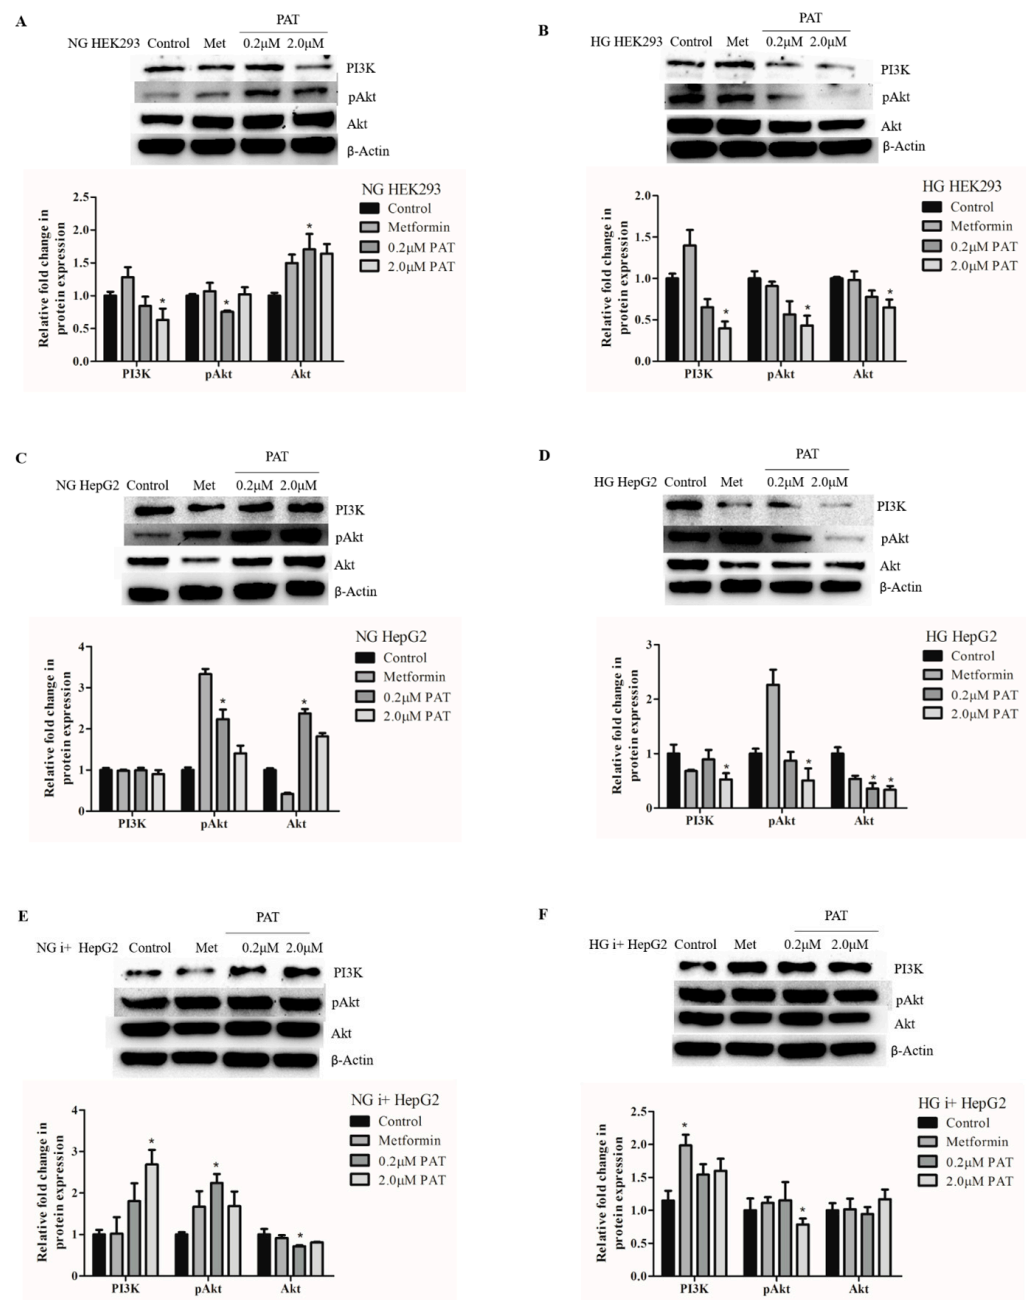 A
PAT
NG HEK293 Control Met 0.2μM 2.0μM
PI3K
pAkt
Akt
β-Actin
NG HEK293
Control
Metformin
0.2μM PAT
2.0μM PAT
Relative fold change in
protein expression
2.5
2.0
1.5
1.0
0.5
0.0
* * *
PI3K pAkt Akt
B
PAT
HG HEK293 Control Met 0.2μM 2.0μM
PI3K
pAkt
Akt
β-Actin
HG HEK293
Control
Metformin
0.2μM PAT
2.0μM PAT
Relative fold change in
protein expression
2.0
1.5
1.0
0.5
0.0
* * *
PI3K pAkt Akt
C
PAT
NG HepG2 Control Met 0.2μM 2.0μM
PI3K
pAkt
Akt
β-Actin
NG HepG2
Control
Metformin
0.2μM PAT
2.0μM PAT
Relative fold change in
protein expression
4
3
2
1
0
* *
PI3K pAkt Akt
D
PAT
HG HepG2 Control Met 0.2μM 2.0μM
PI3K
pAkt
Akt
β-Actin
HG HepG2
Control
Metformin
0.2μM PAT
2.0μM PAT
Relative fold change in
protein expression
3
2
1
0
* * * *
PI3K pAkt Akt
E
PAT
NG i+ HepG2 Control Met 0.2μM 2.0μM
PI3K
pAkt
Akt
β-Actin
NG i+ HepG2
Control
Metformin
0.2μM PAT
2.0μM PAT
Relative fold change in
protein expression
4
3
2
1
0
* * *
PI3K pAkt Akt
F
PAT
HG i+ HepG2 Control Met 0.2μM 2.0μM
PI3K
pAkt
Akt
β-Actin
HG i+ HepG2
Control
Metformin
0.2μM PAT
2.0μM PAT
Relative fold change in
protein expression
2.5
2.0
1.5
1.0
0.5
0.0
* *
PI3K pAkt Akt